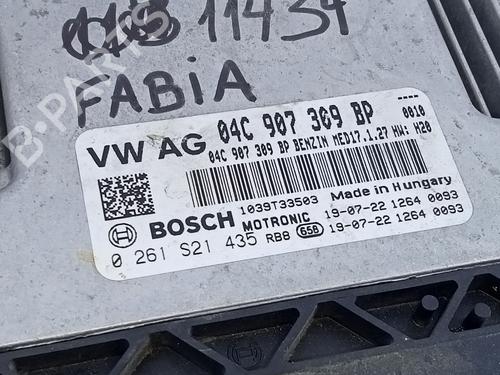 11434
FABIA
B-PARTS
VW AG 04C 907 309 BP 0010
04C 907 309 BP BENZIN MED17.1.27 HW: H20
1039T33503 Made in Hungary
BOSCH MOTRONIC 19-07-22 1264 0093
0 261 S21 435 RB8 658 19-07-22 1264 0093